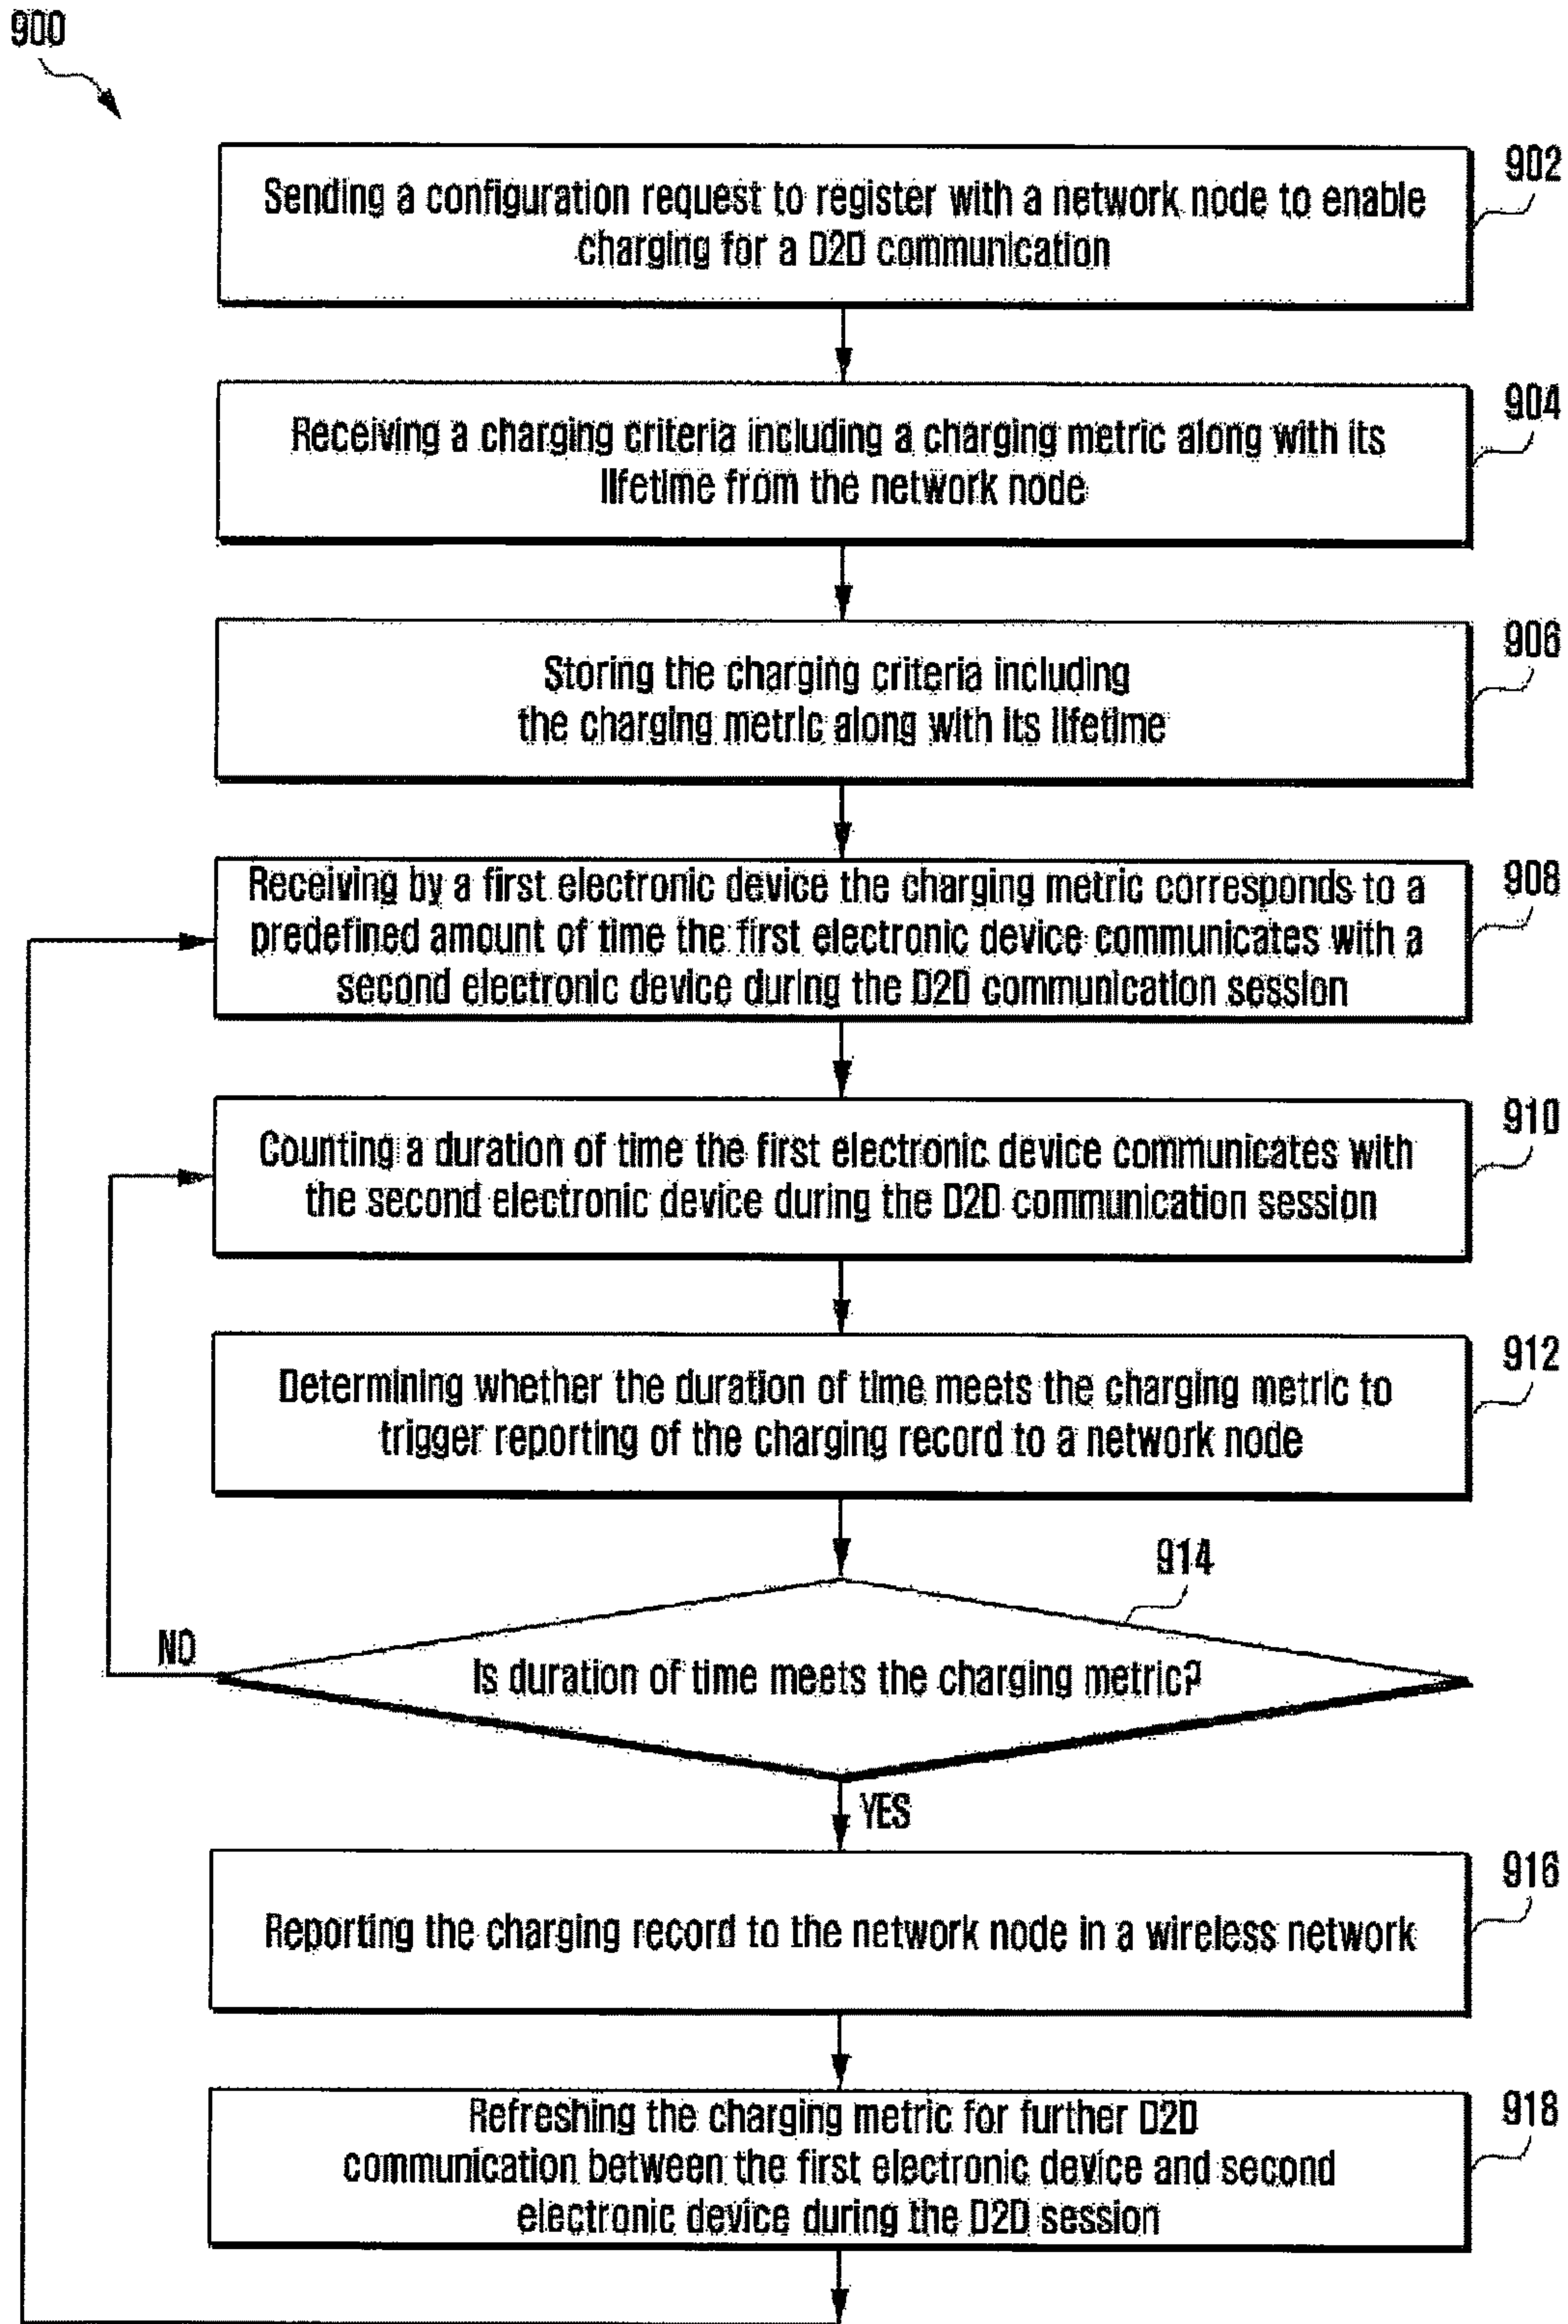 900
902
Sending a configuration request to register with a network node to enable
charging for a D2D communication
904
Receiving a charging criteria including a charging metric along with its
lifetime from the network node
906
Storing the charging criteria including
the charging metric along with its lifetime
908
Receiving by a first electronic device the charging metric corresponds to a
predefined amount of time the first electronic device communicates with a
second electronic device during the D2D communication session
910
Counting a duration of time the first electronic device communicates with
the second electronic device during the D2D communication session
912
Determining whether the duration of time meets the charging metric to
trigger reporting of the charging record to a network node
914
NO
Is duration of time meets the charging metric?
YES
916
Reporting the charging record to the network node in a wireless network
918
Refreshing the charging metric for further D2D
communication between the first electronic device and second
electronic device during the D2D session